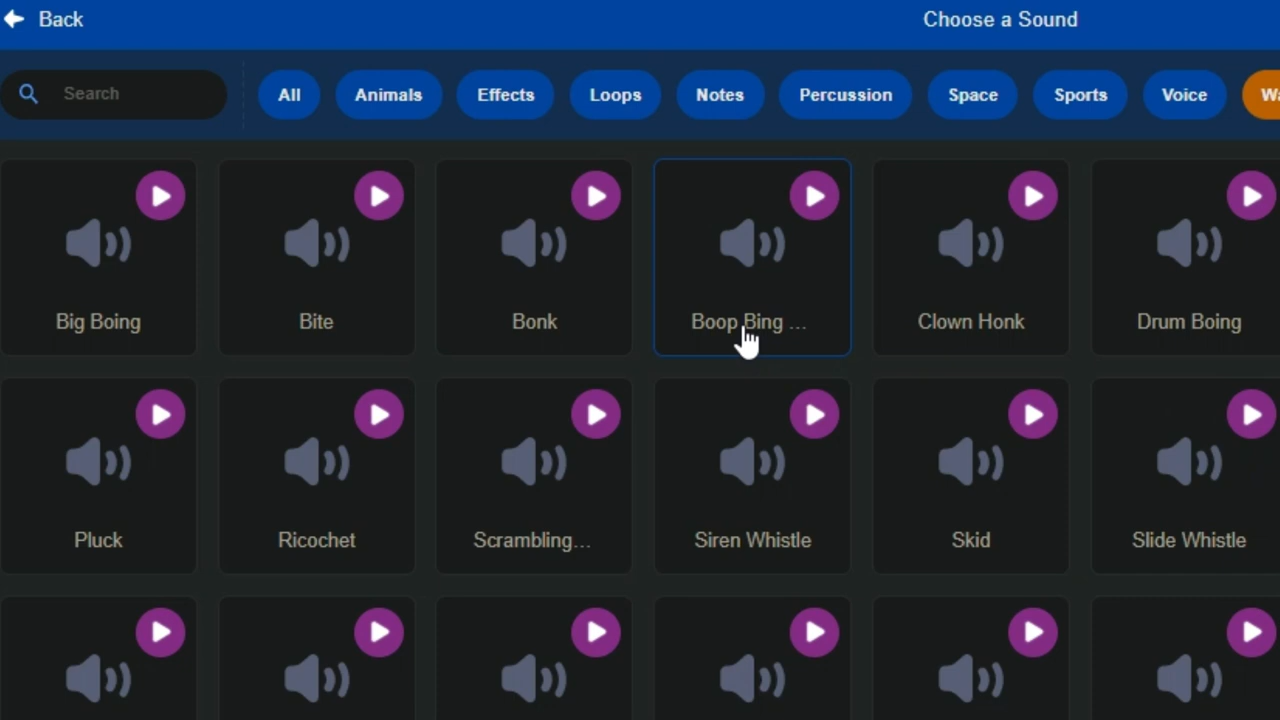 Back
Choose a Sound
Search
All
Animals
Effects
Loops
Notes
Percussion
Space
Sports
Voice
Big Boing
Bite
Bonk
Boop Bing ...
Clown Honk
Drum Boing
Pluck
Ricochet
Scrambling...
Siren Whistle
Skid
Slide Whistle